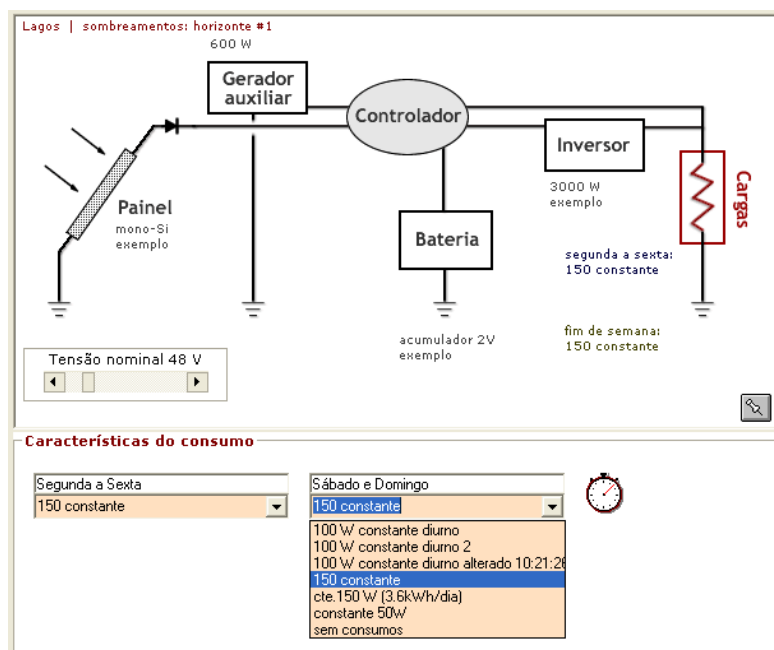 Lagos | sombreamentos: horizonte #1
600 W
Gerador
auxiliar
Controlador
Inversor
3000 W
exemplo
Cargas
Painel
mono-Si
exemplo
Bateria
segunda a sexta:
150 constante
acumulador 2V
exemplo
fim de semana:
150 constante
Tensão nominal 48 V
Características do consumo
Segunda a Sexta
150 constante
Sábado e Domingo
150 constante
100 W constante diurno
100 W constante diurno 2
100 W constante diurno alterado 10:21:26
150 constante
cte.150 W (3.6kWh/dia)
constante 50W
sem consumos